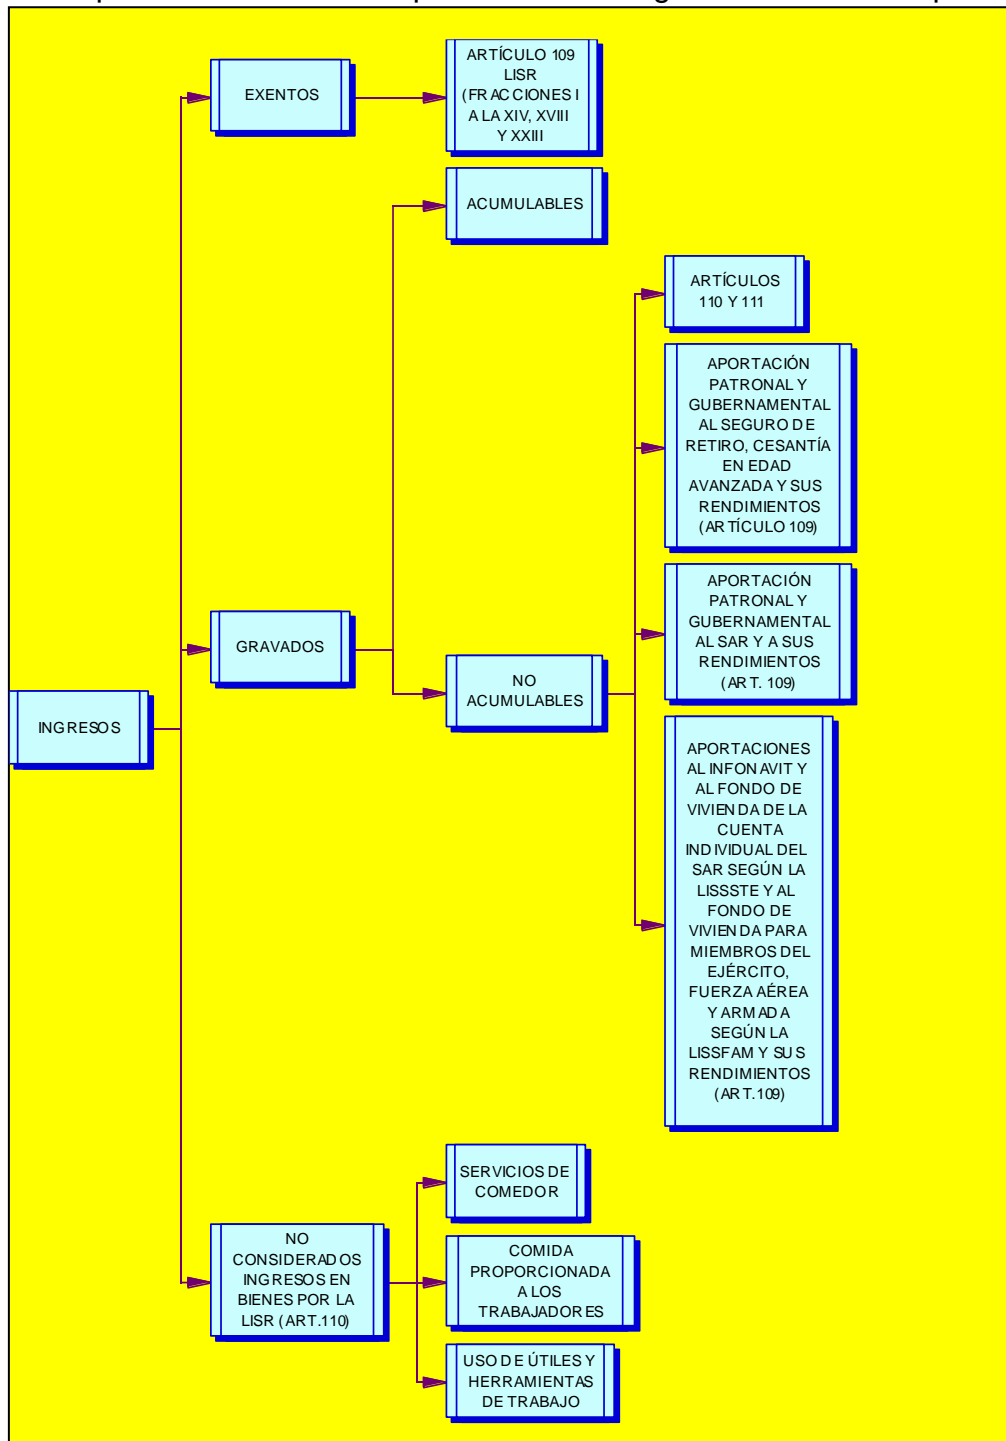 EXENTOS
ARTÍCULO 109
LISR
(FRACCIONES I
A LA XIV, XVIII
Y XXIII
ACUMULABLES
ARTÍCULOS
110 Y 111
APORTACIÓN
PATRONAL Y
GUBERNAMENTAL
AL SEGURO DE
RETIRO, CESANTÍA
EN EDAD
AVANZADA Y SUS
RENDIMIENTOS
(ARTÍCULO 109)
APORTACIÓN
PATRONAL Y
GUBERNAMENTAL
AL SAR Y A SUS
RENDIMIENTOS
(ART. 109)
GRAVADOS
NO
ACUMULABLES
INGRESOS
APORTACIONES
AL INFONAVIT Y
AL FONDO DE
VIVIENDA DE LA
CUENTA
INDIVIDUAL DEL
SAR SEGÚN LA
LISSSTE Y AL
FONDO DE
VIVIENDA PARA
MIEMBROS DEL
EJÉRCITO,
FUERZA AÉREA
Y ARMADA
SEGÚN LA
LISSFAM Y SUS
RENDIMIENTOS
(ART.109)
NO
CONSIDERADOS
INGRESOS EN
BIENES POR LA
LISR (ART.110)
SERVICIOS DE
COMEDOR
COMIDA
PROPORCIONADA
A LOS
TRABAJADORES
USO DE ÚTILES Y
HERRAMIENTAS
DE TRABAJO